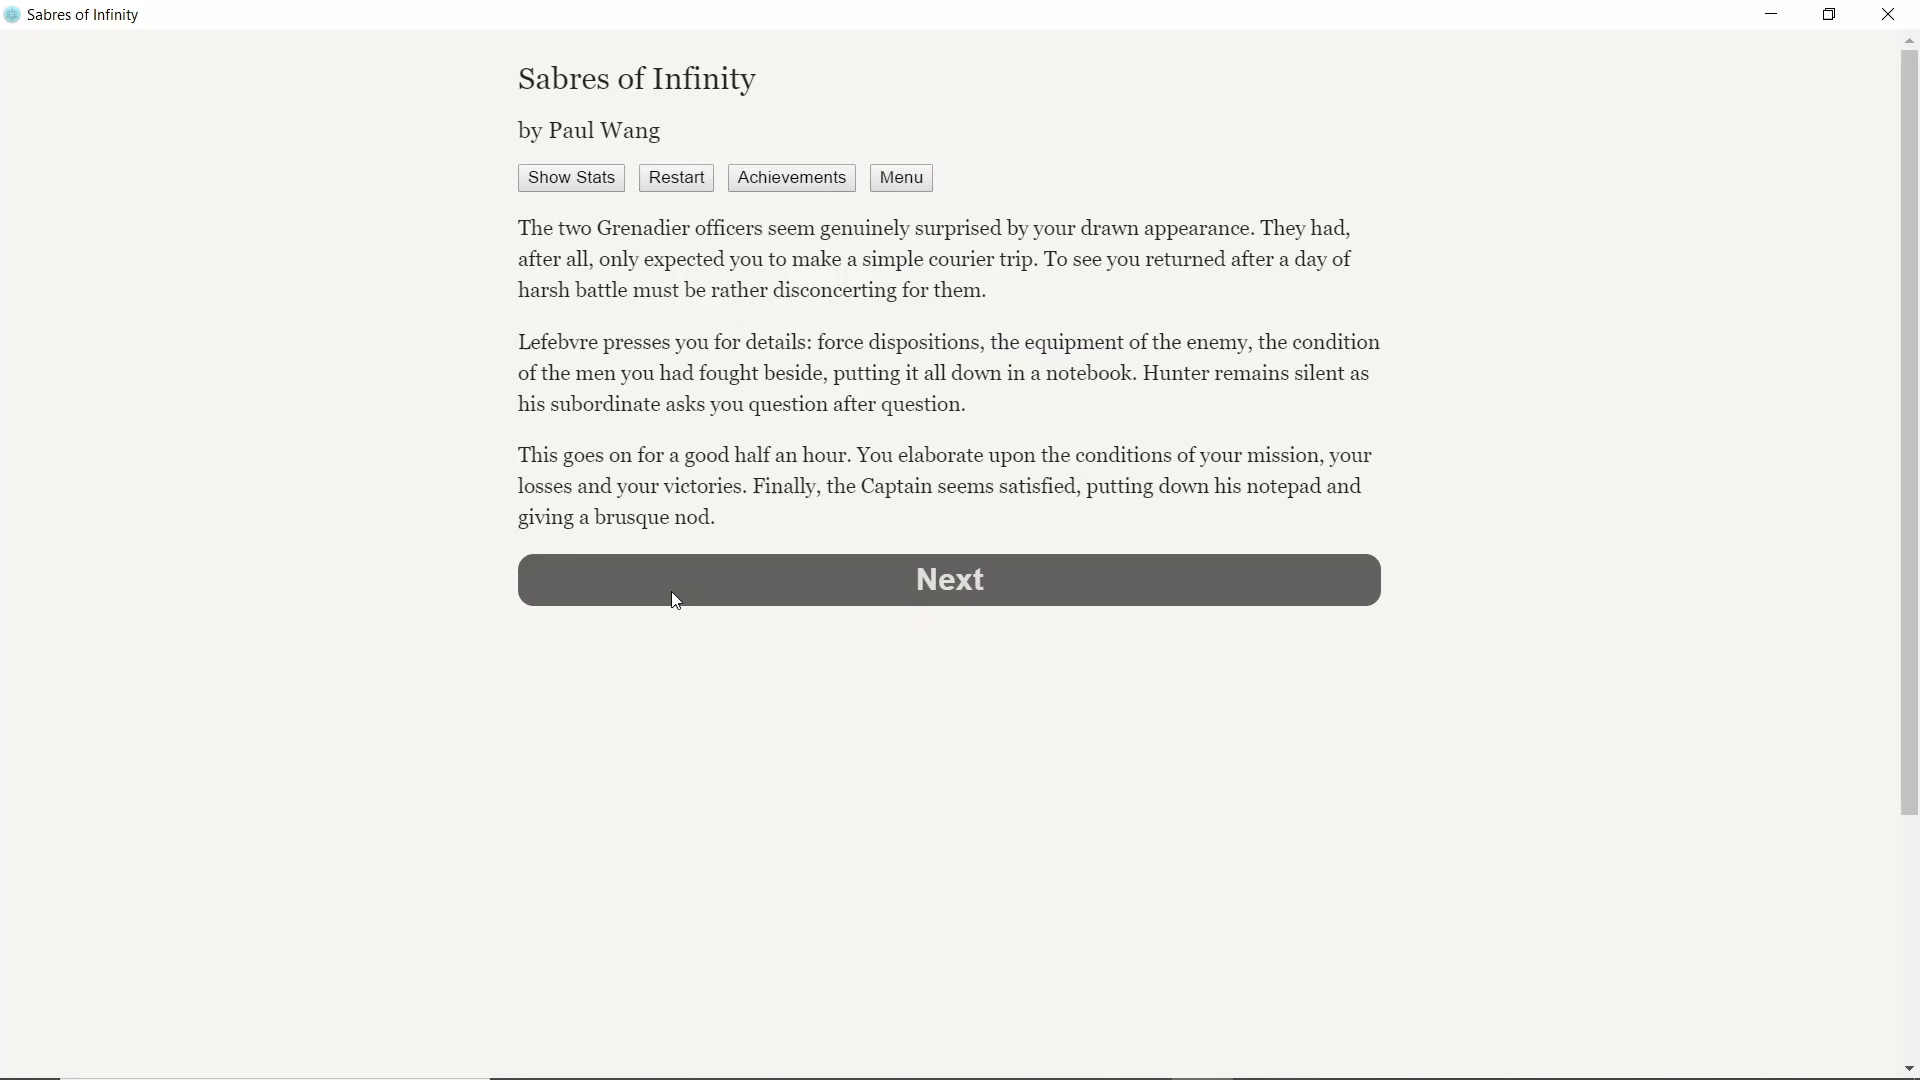 Sabres of Infinity
Sabres of Infinity
by Paul Wang
Show Stats
Restart
Achievements
Menu
The two Grenadier officers seem genuinely surprised by your drawn appearance. They had,
after all, only expected you to make a simple courier trip. To see you returned after a day of
harsh battle must be rather disconcerting for them.
Lefebvre presses you for details: force dispositions, the equipment of the enemy, the condition
of the men you had fought beside, putting it all down in a notebook. Hunter remains silent as
his subordinate asks you question after question.
This goes on for a good half an hour. You elaborate upon the conditions of your mission, your
losses and your victories. Finally, the Captain seems satisfied, putting down his notepad and
giving a brusque nod.
Next